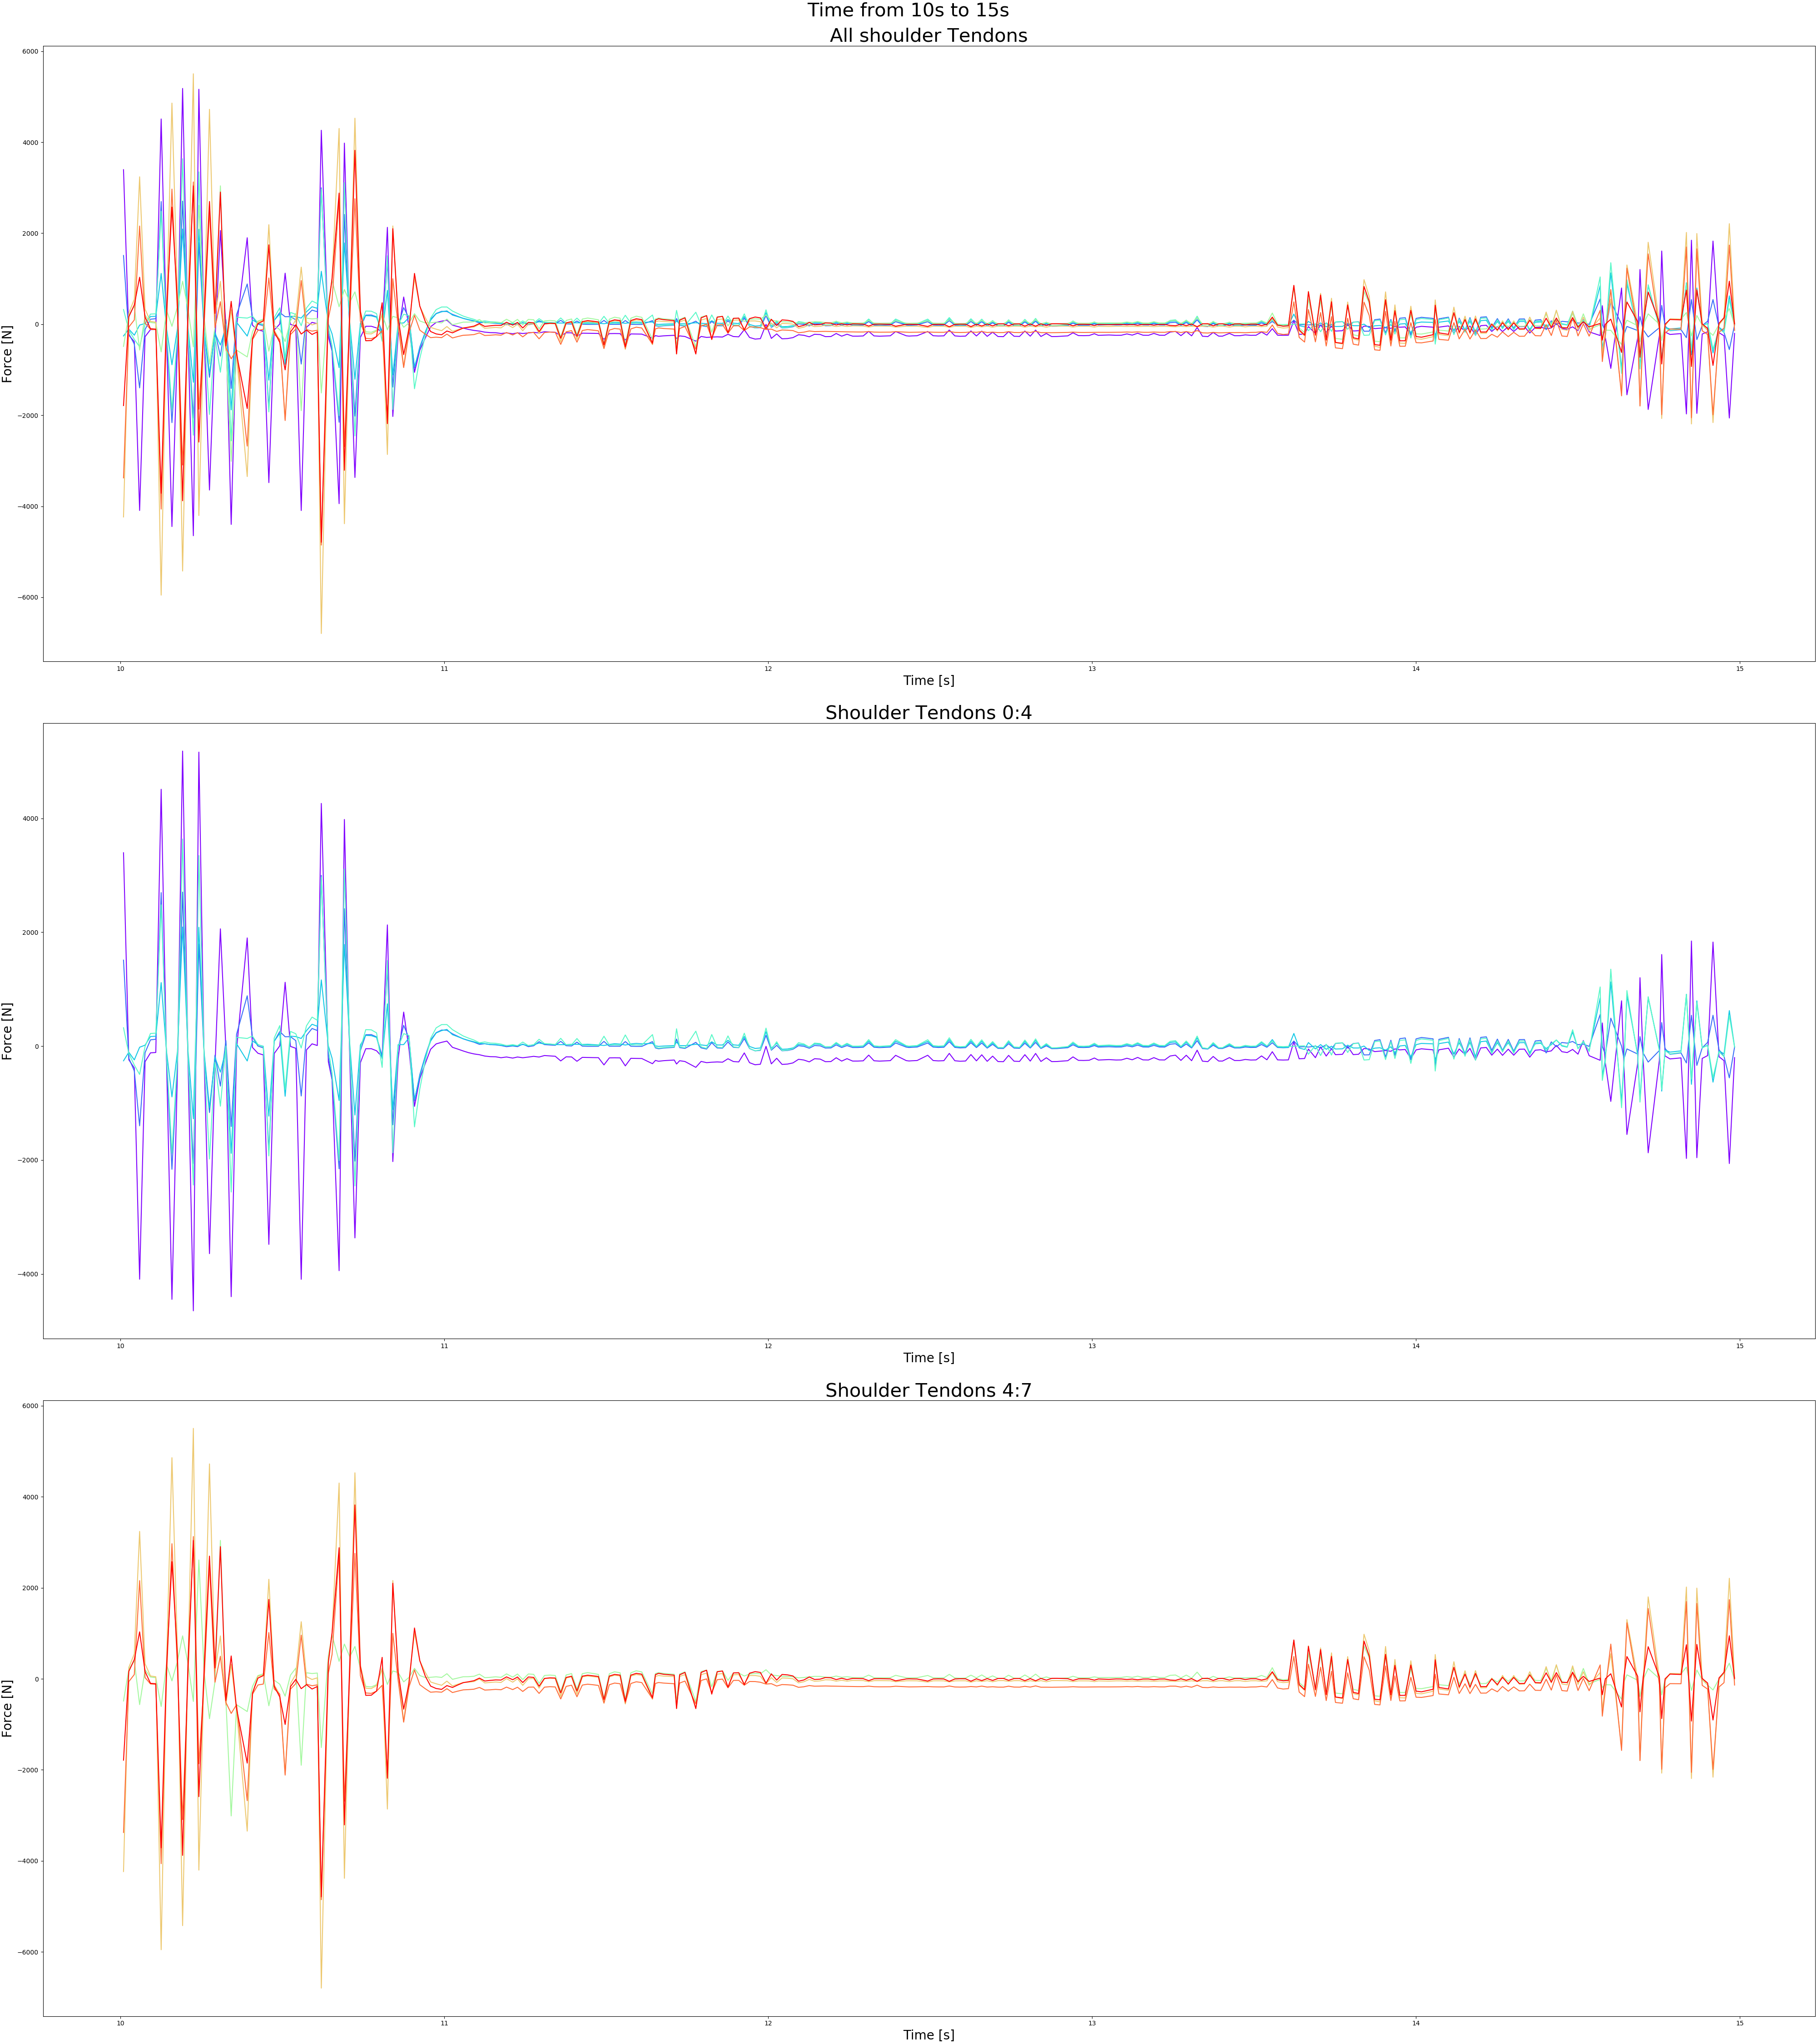 Time from 10s to 15s
All shoulder Tendons
6000
4000
2000
0
−2000
−4000
−6000
Force [N]
10 11 12 13 14 15
Time [s]
Shoulder Tendons 0:4
4000
2000
0
−2000
−4000
Force [N]
10 11 12 13 14 15
Time [s]
Shoulder Tendons 4:7
6000
4000
2000
0
−2000
−4000
−6000
Force [N]
10 11 12 13 14 15
Time [s]